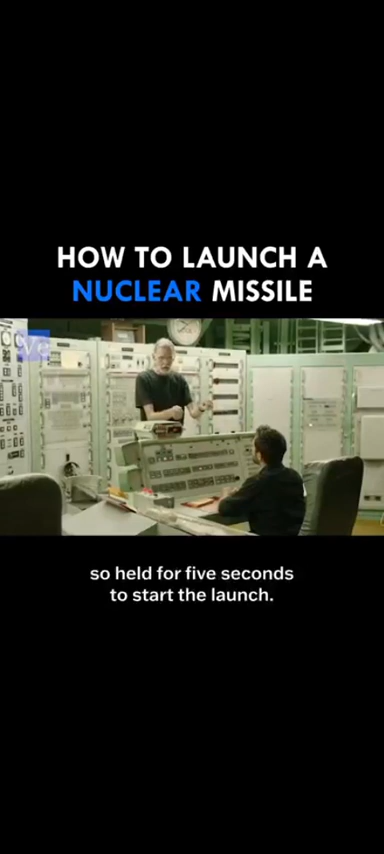 HOW TO LAUNCH A
NUCLEAR MISSILE
so held for five seconds
to start the launch.